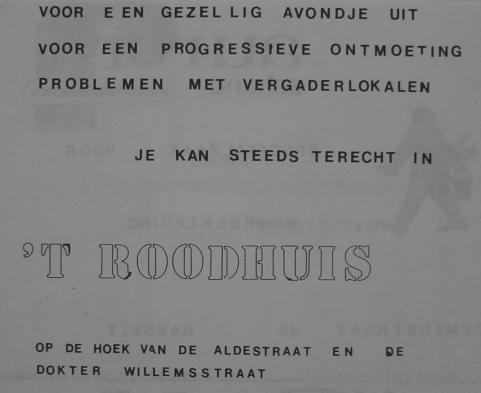 VOOR EEN GEZELLIG AVONDJE UIT
VOOR EEN PROGRESSIEVE ONTMOETING
PROBLEMEN MET VERGADERLOKALEN
JE KAN STEEDS TERECHT IN
'T ROODHUIS
OP DE HOEK VAN DE ALDESTRAAT EN DE
DOKTER WILLEMSSTRAAT